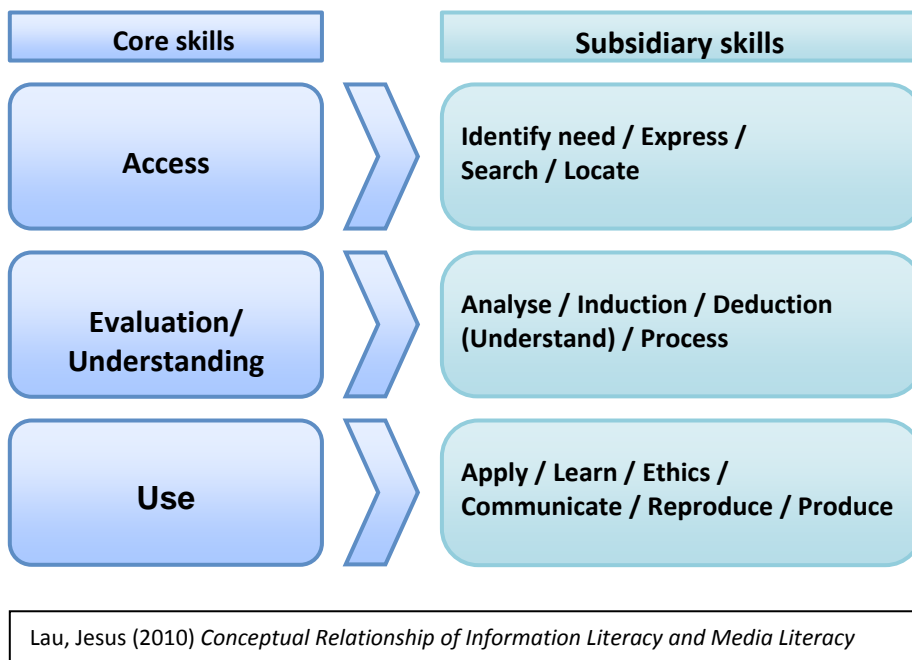 Core skills
Subsidiary skills
Access
Identify need / Express /
Search / Locate
Evaluation/
Understanding
Analyse / Induction / Deduction
(Understand) / Process
Use
Apply / Learn / Ethics /
Communicate / Reproduce / Produce
Lau, Jesus (2010) Conceptual Relationship of Information Literacy and Media Literacy